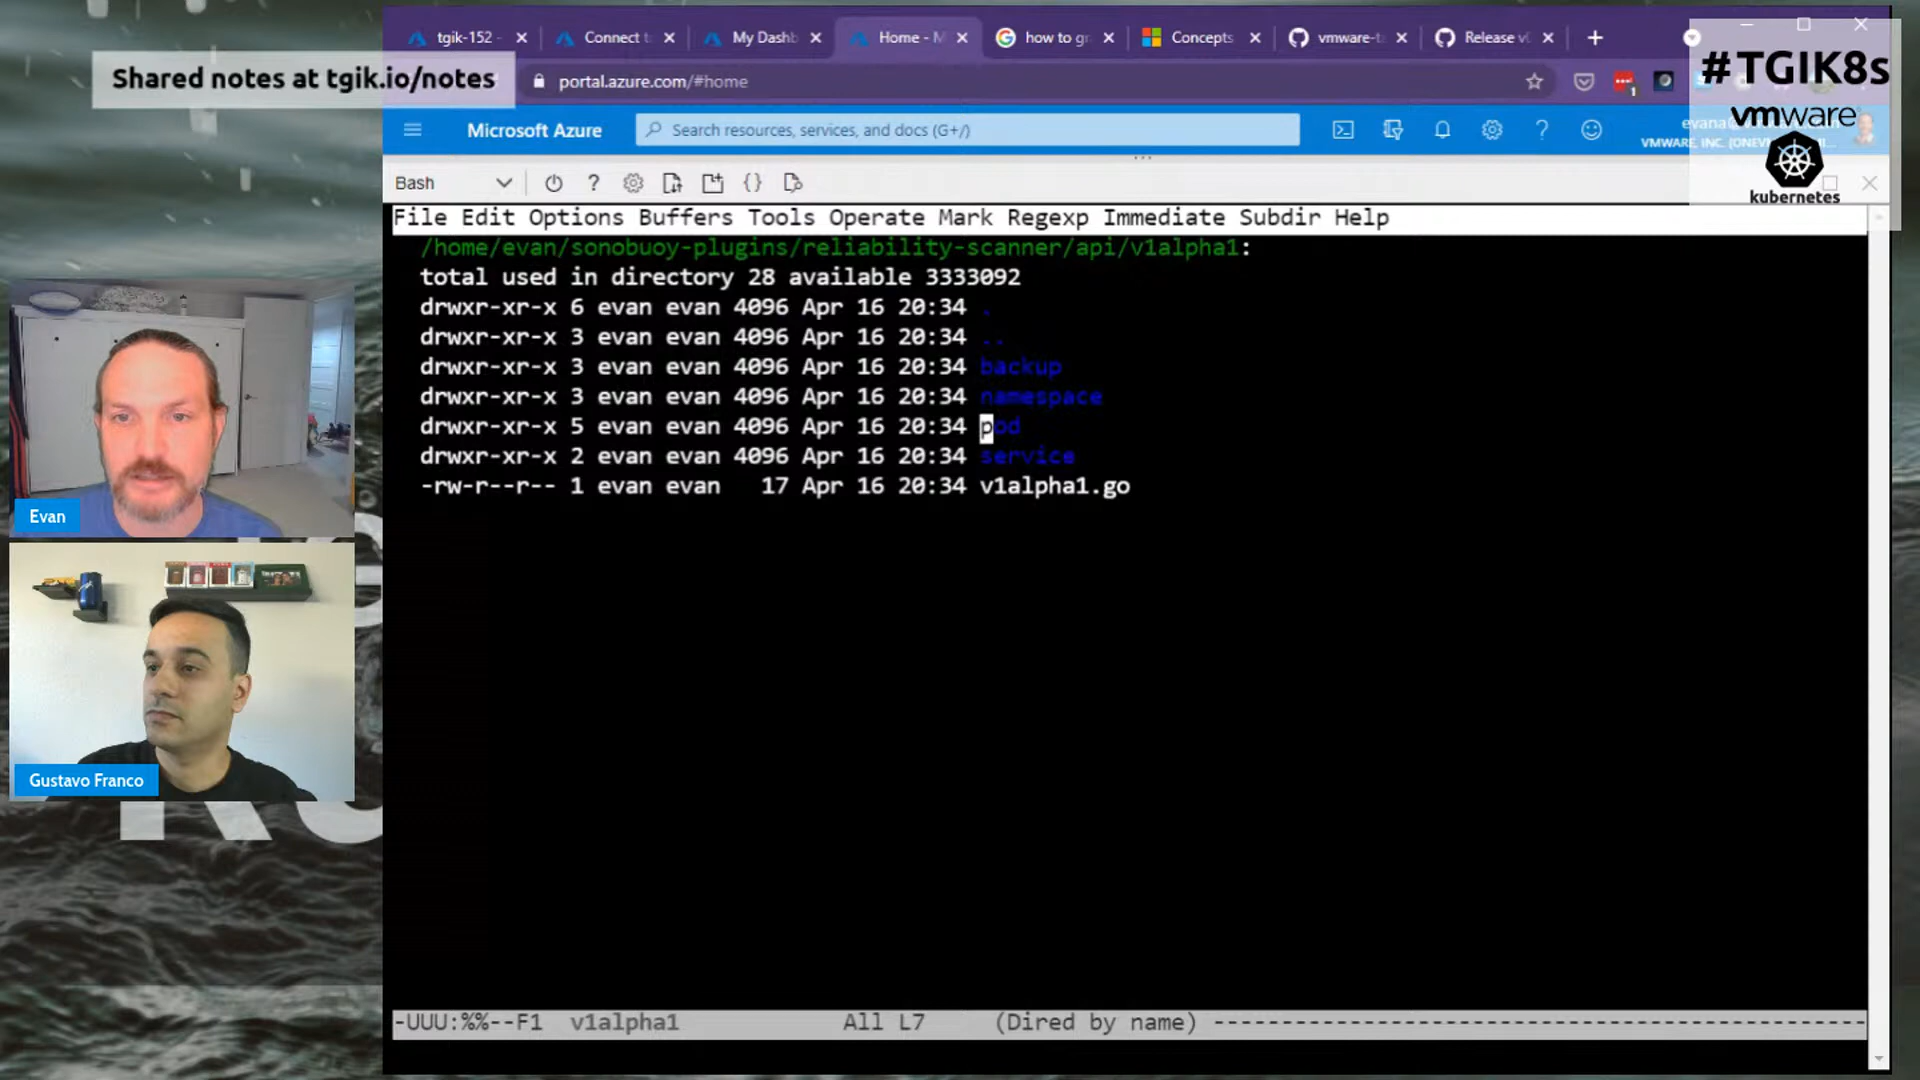 tgik-152 -
Connect t
My Dashb
Home - M
how to g
Concepts
vmware-t
Release v
Shared notes at tgik.io/notes
portal.azure.com/#home
#TGIK8s
vmware
kubernetes
Microsoft Azure
Search resources, services, and docs (G+/)
VMWARE, INC.
Bash
File Edit Options Buffers Tools Operate Mark Regexp Immediate Subdir Help
/home/evan/sonobuoy-plugins/reliability-scanner/api/v1alpha1:
total used in directory 28 available 3333092
drwxr-xr-x 6 evan evan 4096 Apr 16 20:34 .
drwxr-xr-x 3 evan evan 4096 Apr 16 20:34 ..
drwxr-xr-x 3 evan evan 4096 Apr 16 20:34 backup
drwxr-xr-x 3 evan evan 4096 Apr 16 20:34 namespace
drwxr-xr-x 5 evan evan 4096 Apr 16 20:34 pod
drwxr-xr-x 2 evan evan 4096 Apr 16 20:34 service
-rw-r--r-- 1 evan evan   17 Apr 16 20:34 v1alpha1.go
Evan
Gustavo Franco
-UUU:%%--F1  v1alpha1            All L7     (Dired by name) ------------------------------------------------